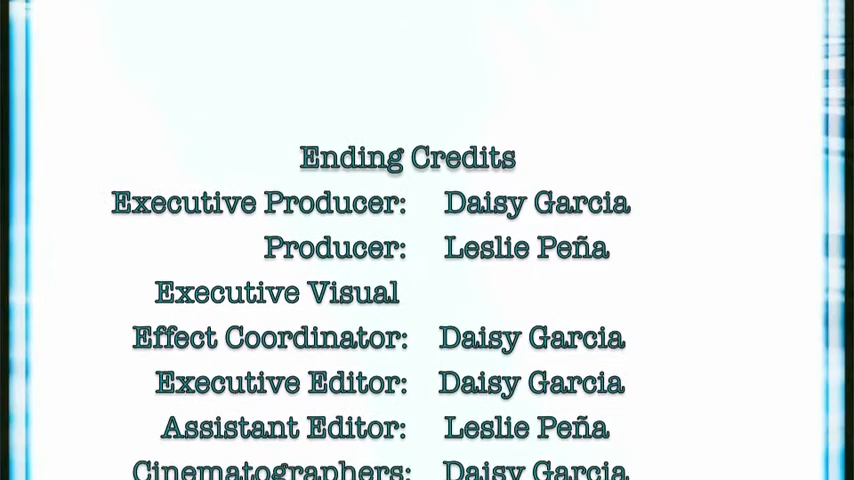 Ending Credits
Executive Producer: Daisy Garcia
Producer: Leslie Peña
Executive Visual
Effect Coordinator: Daisy Garcia
Executive Editor: Daisy Garcia
Assistant Editor: Leslie Peña
Cinematographers: Daisy Garcia